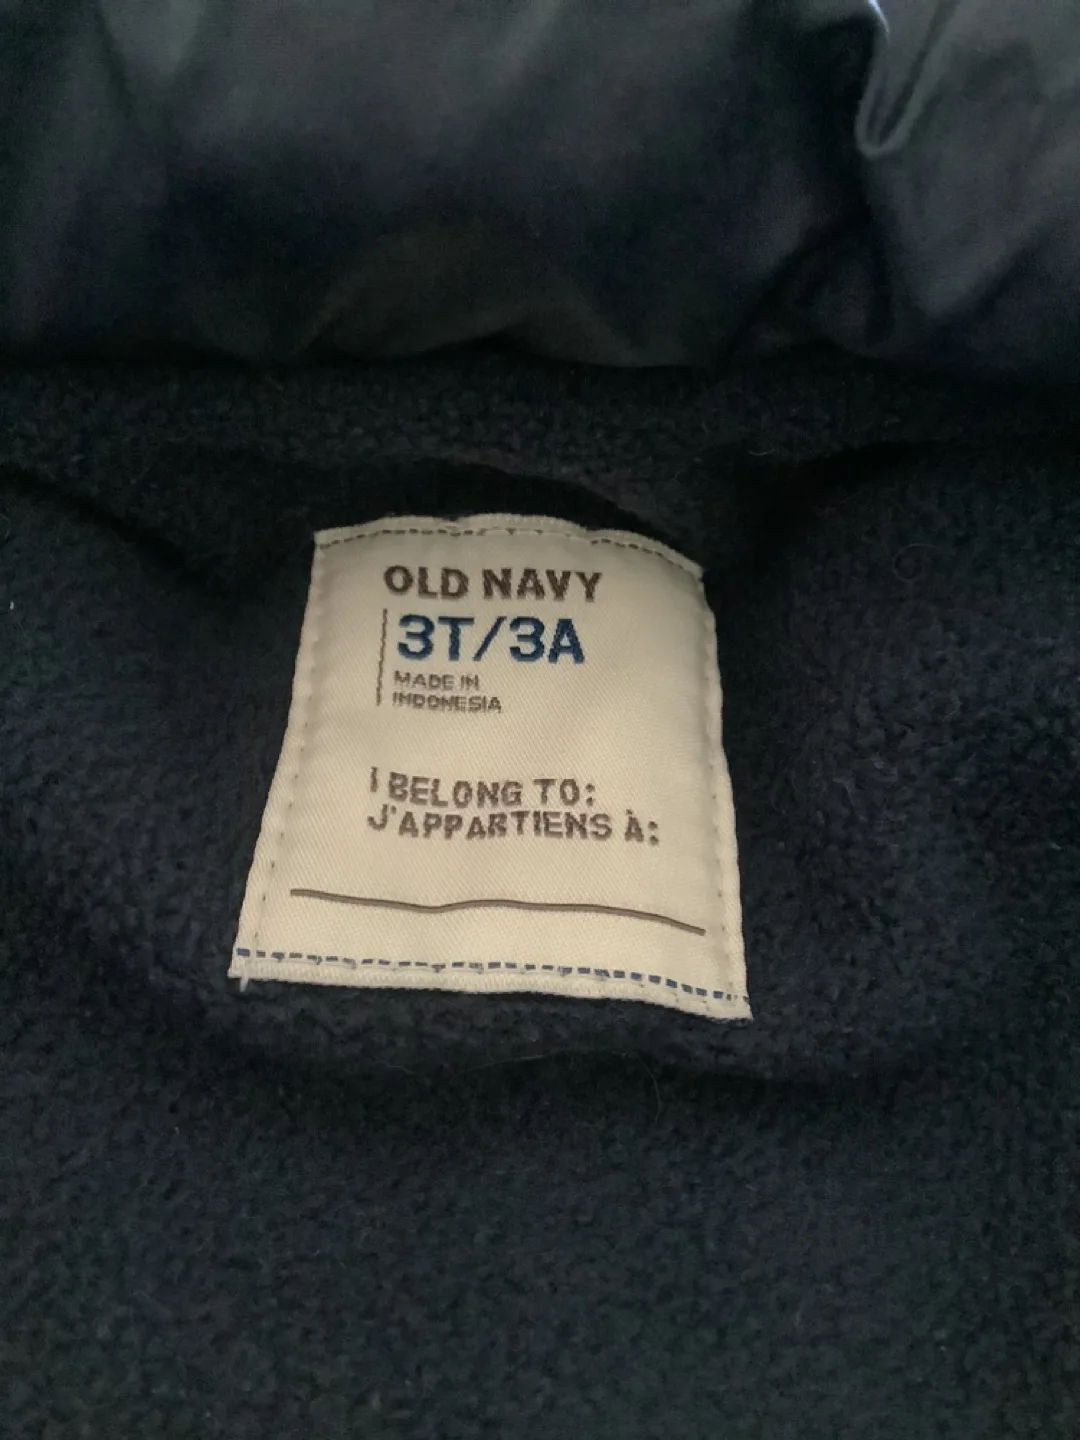 OLD NAVY
3T/3A
MADE IN
INDONESIA
I BELONG TO:
J'APPARTIENS À: